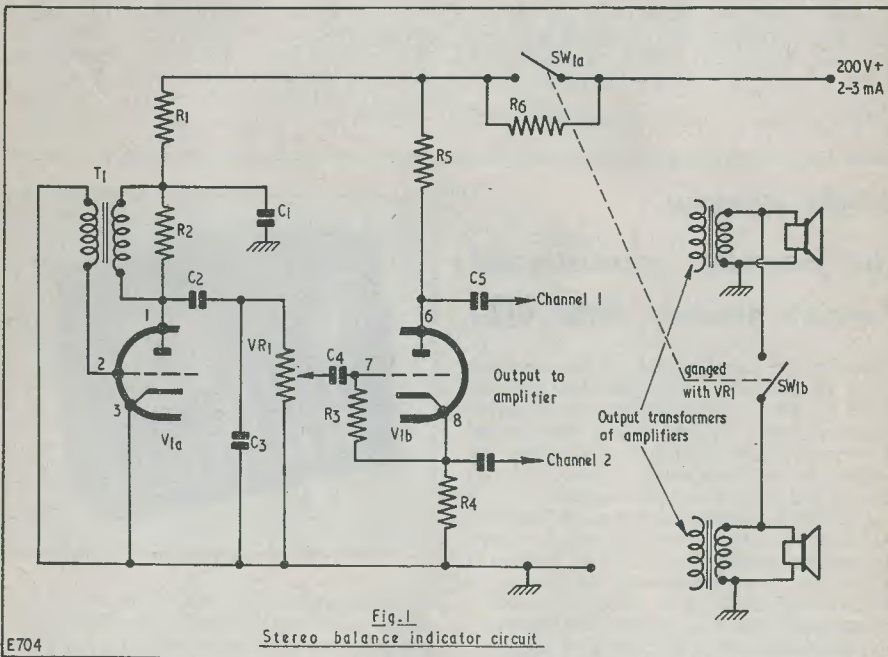 SW1a
200V+
2-3 mA
R1
R6
R5
T1
R2
C1
C2
C5
Channel 1
1
6
VR1
C4
7
2
Output to
amplifier
ganged
with VR1
SW1b
R3
3
8
Output transformers
of amplifiers
V1a
C3
V1b
Channel 2
R4
Fig.1
Stereo balance indicator circuit
E704